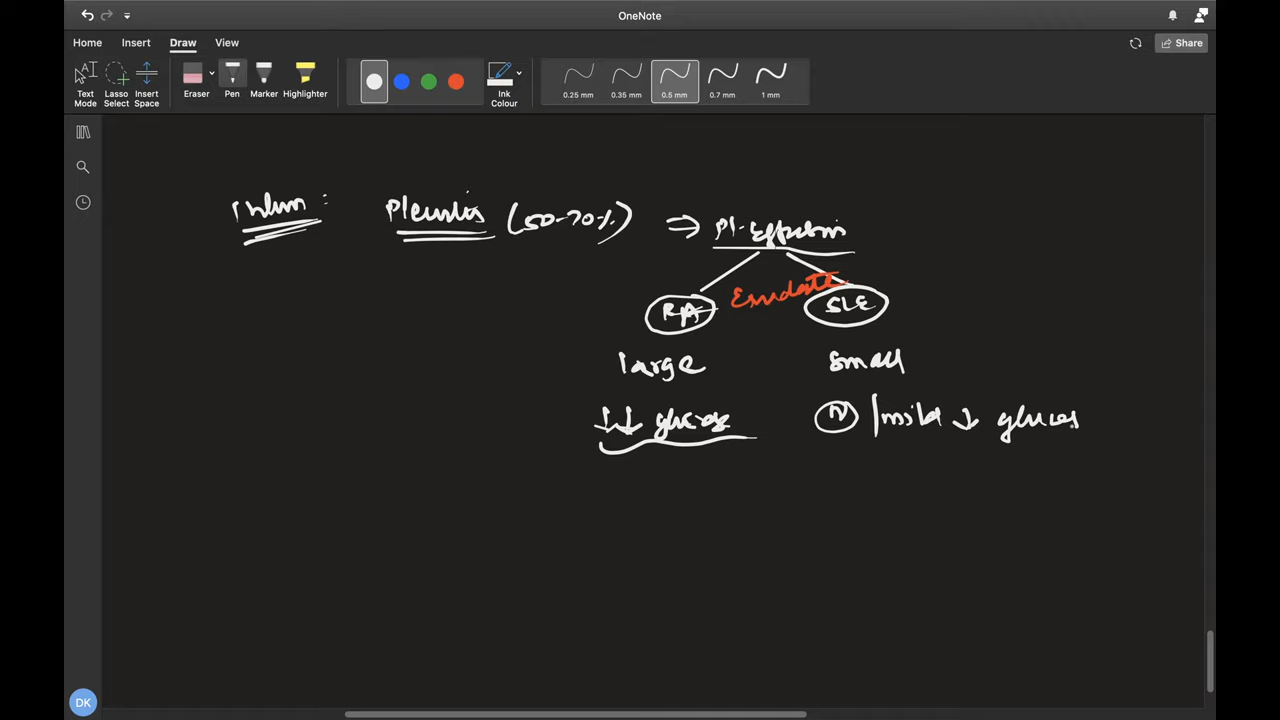 OneNote
Home Insert Draw View
Share
Text Mode
Lasso Select
Insert Space
Eraser
Pen
Marker
Highlighter
Ink Colour
0.25 mm
0.35 mm
0.5 mm
0.7 mm
1 mm
Pleuritis (50-70%) ⇒ Pl. Effusion
Exudate
RA SLE
large small
↓↓ glucose Ⓝ /mild ↓ glucos
DK